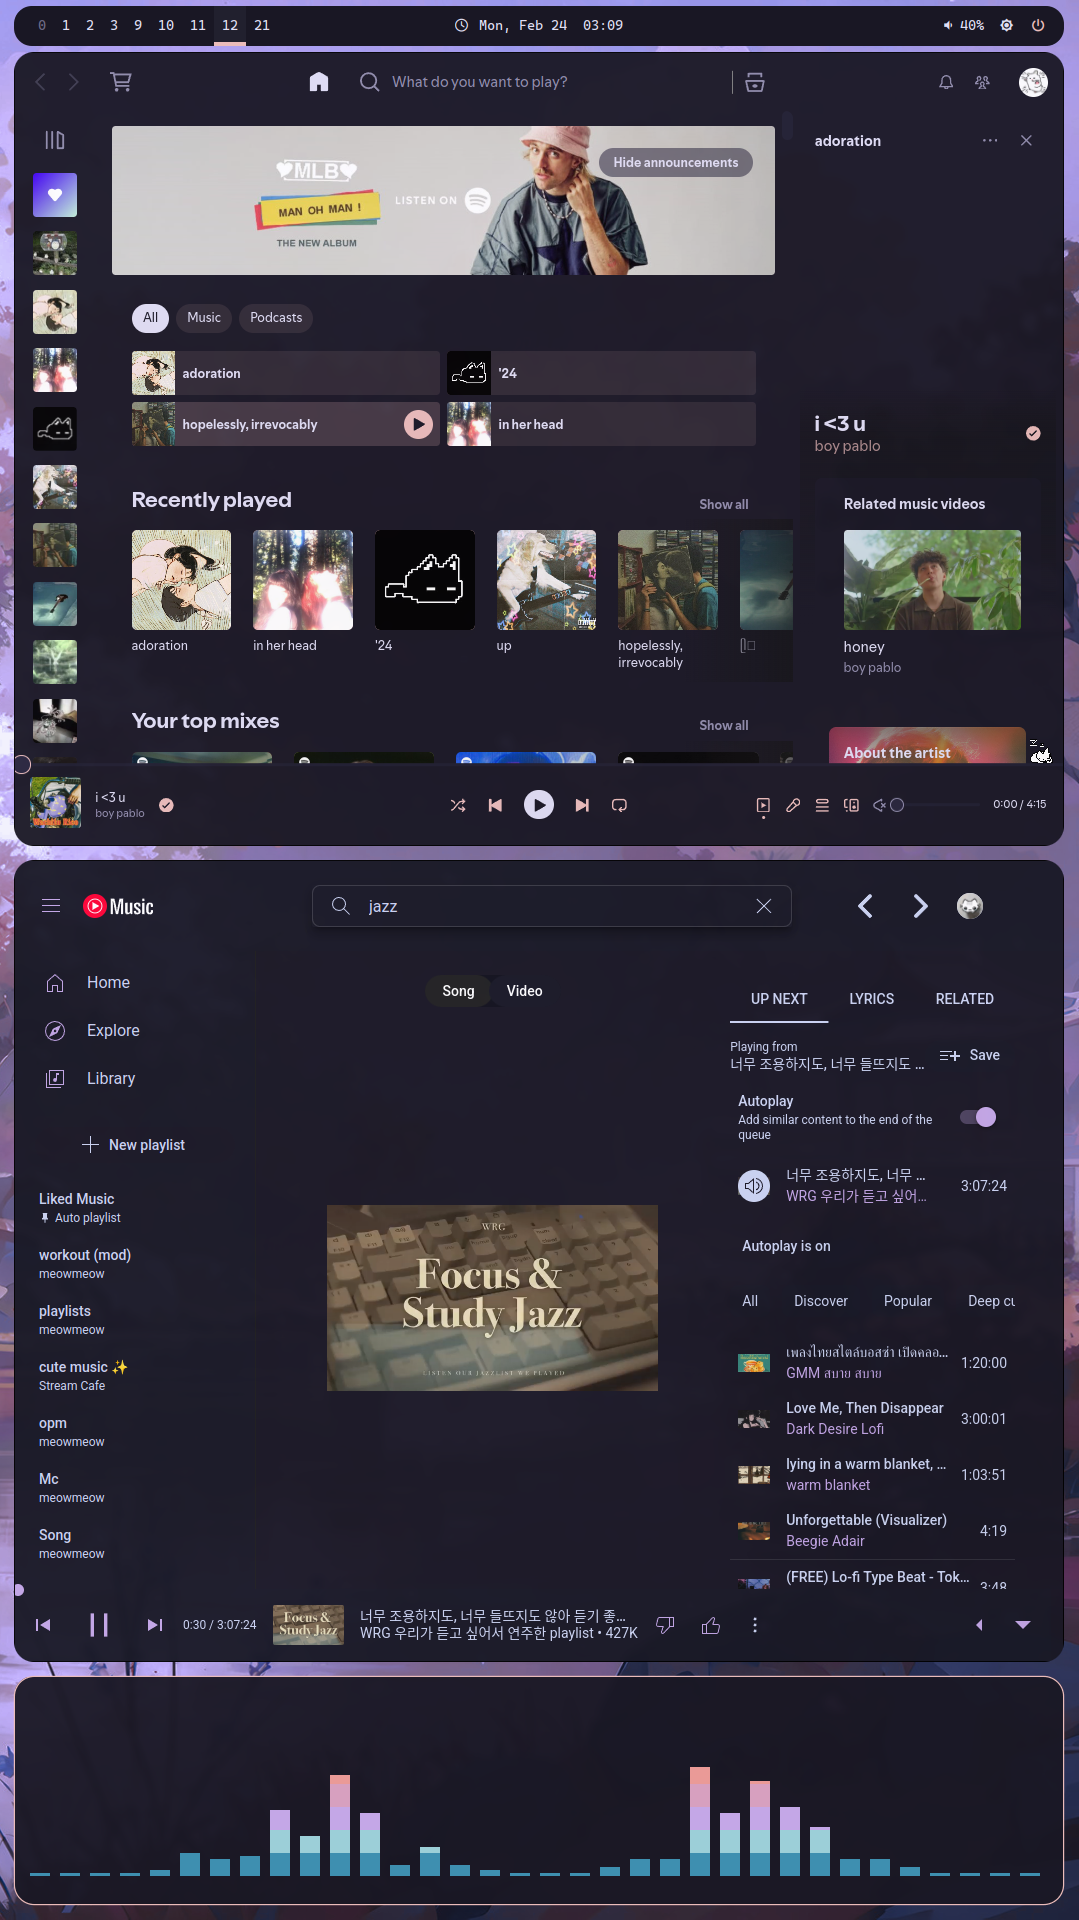 0 1 2 3 9 10 11 12 21
Mon, Feb 24 03:09
40%
What do you want to play?
MLB
MAN OH MAN !
THE NEW ALBUM
LISTEN ON
Hide announcements
All
Music
Podcasts
adoration
'24
hopelessly, irrevocably
in her head
Recently played
Show all
adoration
in her head
'24
up
hopelessly,
irrevocably
Your top mixes
Show all
adoration
i <3 u
boy pablo
Related music videos
honey
boy pablo
About the artist
i <3 u
boy pablo
0:00 / 4:15
Music
jazz
Home
Explore
Library
New playlist
Liked Music
Auto playlist
workout (mod)
meowmeow
playlists
meowmeow
cute music ✨
Stream Cafe
opm
meowmeow
Mc
meowmeow
Song
meowmeow
Song
Video
WRG
Focus &
Study Jazz
UP NEXT
LYRICS
RELATED
Playing from
너무 조용하지도, 너무 들뜨지도 ...
Save
Autoplay
Add similar content to the end of the
queue
너무 조용하지도, 너무 ...
WRG 우리가 듣고 싶어...
3:07:24
Autoplay is on
All
Discover
Popular
Deep cu
เพลงไทยสไตล์บอสซ่า เปิดคลอ...
GMM สบาย สบาย
1:20:00
Love Me, Then Disappear
Dark Desire Lofi
3:00:01
lying in a warm blanket, ...
warm blanket
1:03:51
Unforgettable (Visualizer)
Beegie Adair
4:19
(FREE) Lo-fi Type Beat - Tok...
3:48
0:30 / 3:07:24
Focus &
Study Jazz
너무 조용하지도, 너무 들뜨지도 않아 듣기 좋...
WRG 우리가 듣고 싶어서 연주한 playlist • 427K